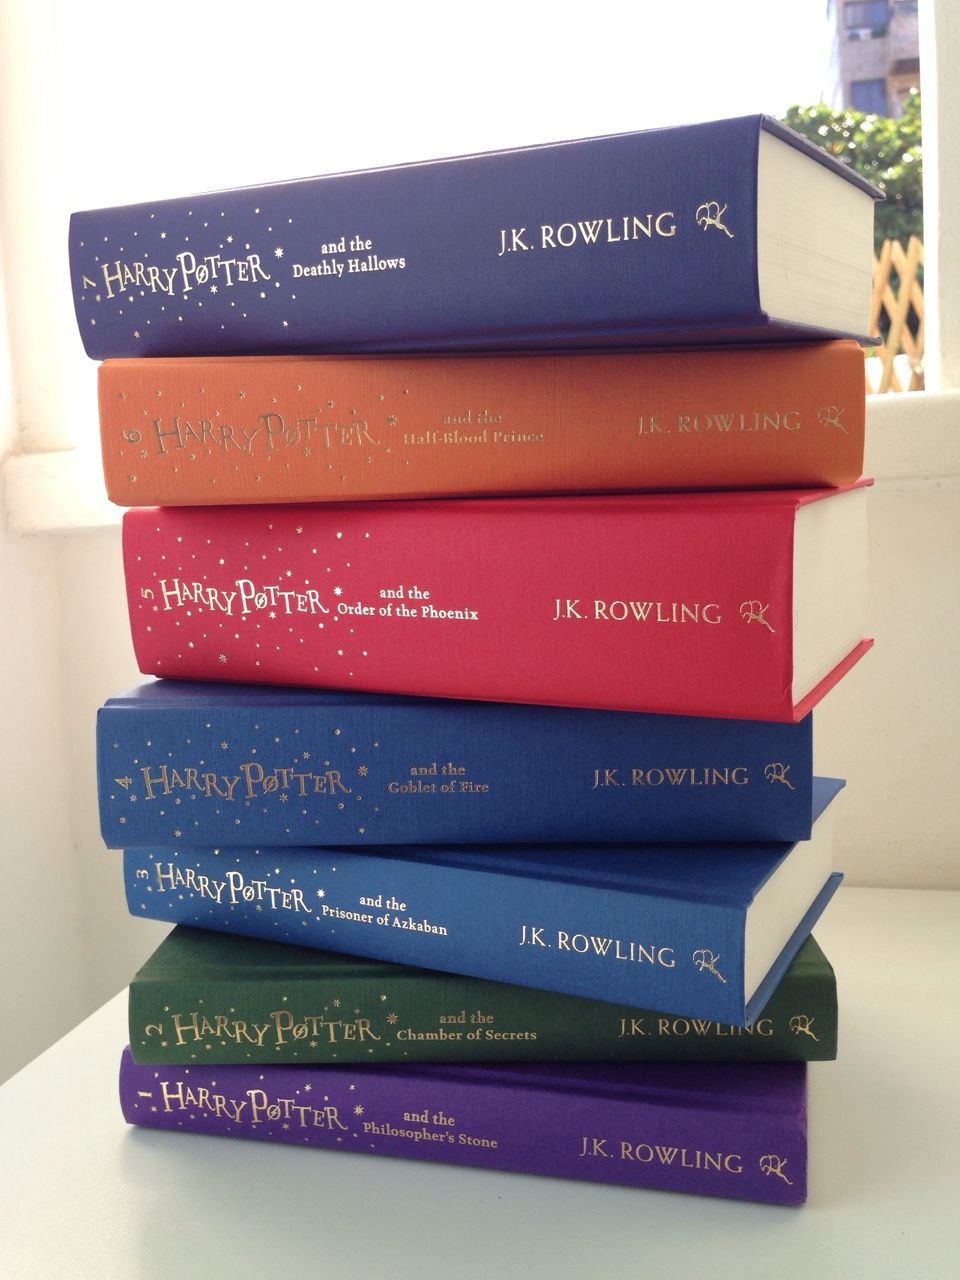 7 HARRY POTTER and the Deathly Hallows J.K. ROWLING
6 HARRY POTTER and the Half-Blood Prince J.K. ROWLING
5 HARRY POTTER and the Order of the Phoenix J.K. ROWLING
4 HARRY POTTER and the Goblet of Fire J.K. ROWLING
3 HARRY POTTER and the Prisoner of Azkaban J.K. ROWLING
2 HARRY POTTER and the Chamber of Secrets J.K. ROWLING
1 HARRY POTTER and the Philosopher's Stone J.K. ROWLING